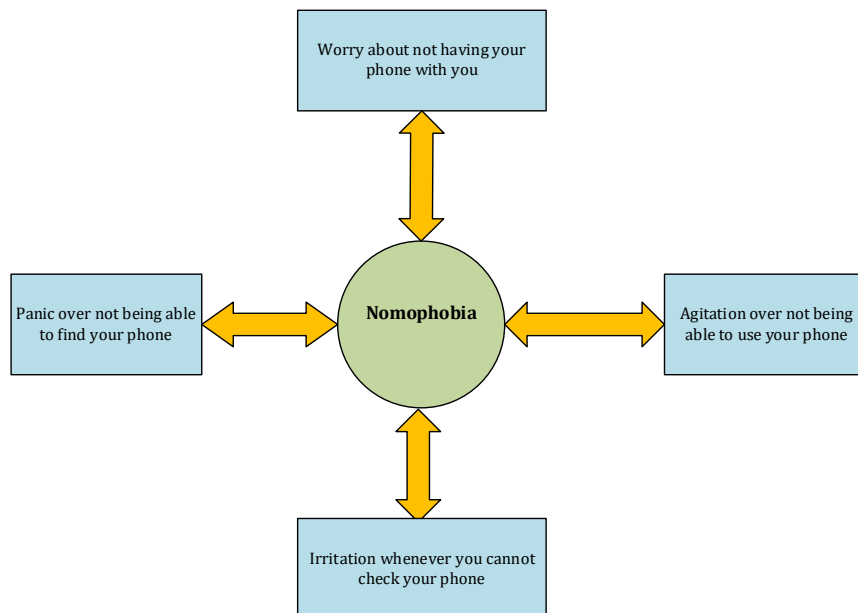 Worry about not having your
phone with you
Panic over not being able
to find your phone
Nomophobia
Agitation over not being
able to use your phone
Irritation whenever you cannot
check your phone